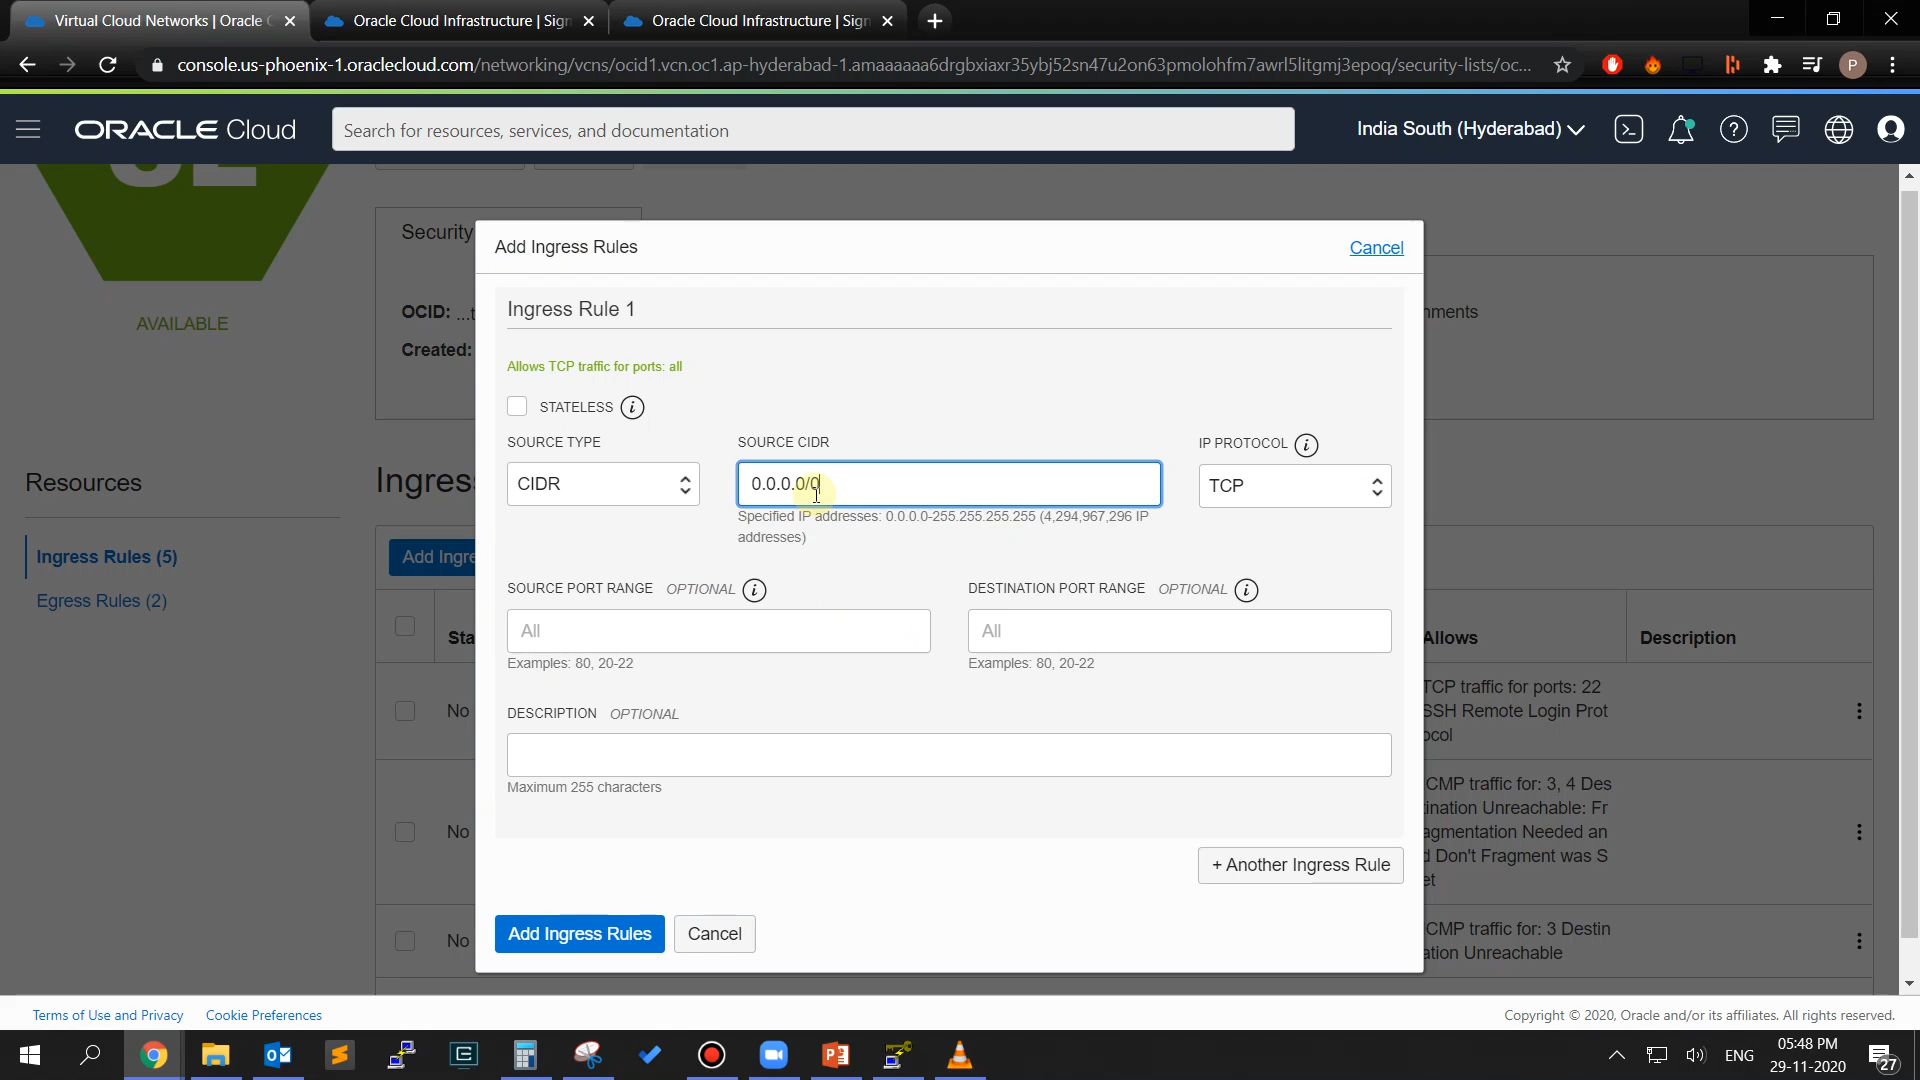 Virtual Cloud Networks | Oracle C
Oracle Cloud Infrastructure | Sign
Oracle Cloud Infrastructure | Sign
console.us-phoenix-1.oraclecloud.com/networking/vcns/ocid1.vcn.oc1.ap-hyderabad-1.amaaaaaa6drgbxiaxr35ybj52sn47u2on63pmolohfm7awrl5litgmj3epoq/security-lists/oc...
P
ORACLE Cloud
Search for resources, services, and documentation
India South (Hyderabad)
AVAILABLE
Security
OCID: ...t
Created:
nments
Add Ingress Rules
Cancel
Ingress Rule 1
Allows TCP traffic for ports: all
STATELESS
SOURCE TYPE
SOURCE CIDR
IP PROTOCOL
CIDR
0.0.0.0/0
TCP
Specified IP addresses: 0.0.0.0-255.255.255.255 (4,294,967,296 IP
addresses)
SOURCE PORT RANGE OPTIONAL
DESTINATION PORT RANGE OPTIONAL
All
All
Examples: 80, 20-22
Examples: 80, 20-22
DESCRIPTION OPTIONAL
Maximum 255 characters
+ Another Ingress Rule
Add Ingress Rules
Cancel
Resources
Ingress Rules (5)
Egress Rules (2)
Ingres
Add Ingre
Sta
Allows
Description
No
TCP traffic for ports: 22
SSH Remote Login Prot
ocol
No
CMP traffic for: 3, 4 Des
tination Unreachable: Fr
agmentation Needed an
d Don't Fragment was S
et
No
CMP traffic for: 3 Destin
ation Unreachable
Terms of Use and Privacy
Cookie Preferences
Copyright © 2020, Oracle and/or its affiliates. All rights reserved.
ENG
05:48 PM
29-11-2020
27